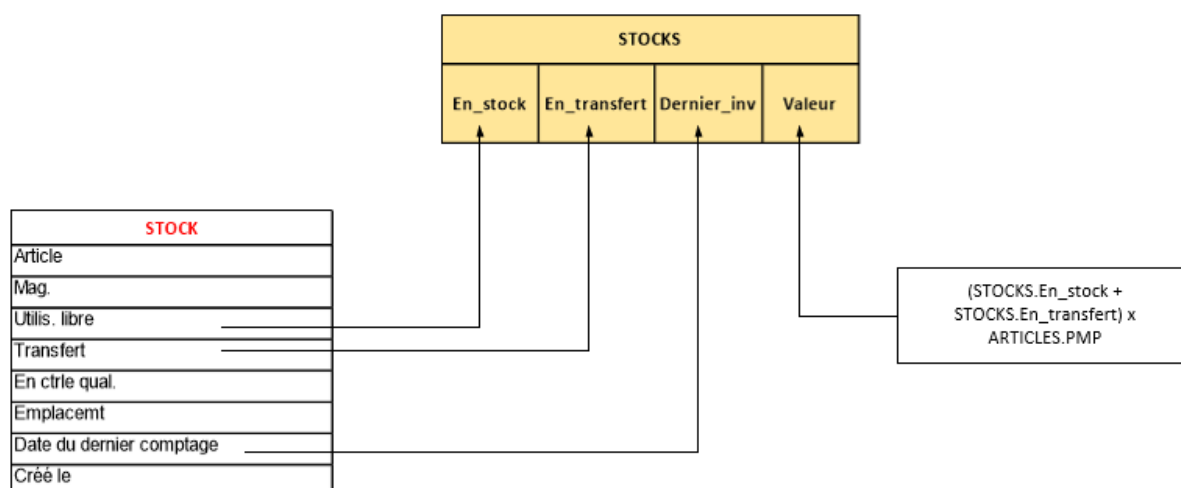 STOCKS
En_stock
En_transfert
Dernier_inv
Valeur
STOCK
Article
Mag.
Utilis. libre
Transfert
En ctrle qual.
Emplacemt
Date du dernier comptage
Créé le
(STOCKS.En_stock +
STOCKS.En_transfert) x
ARTICLES.PMP